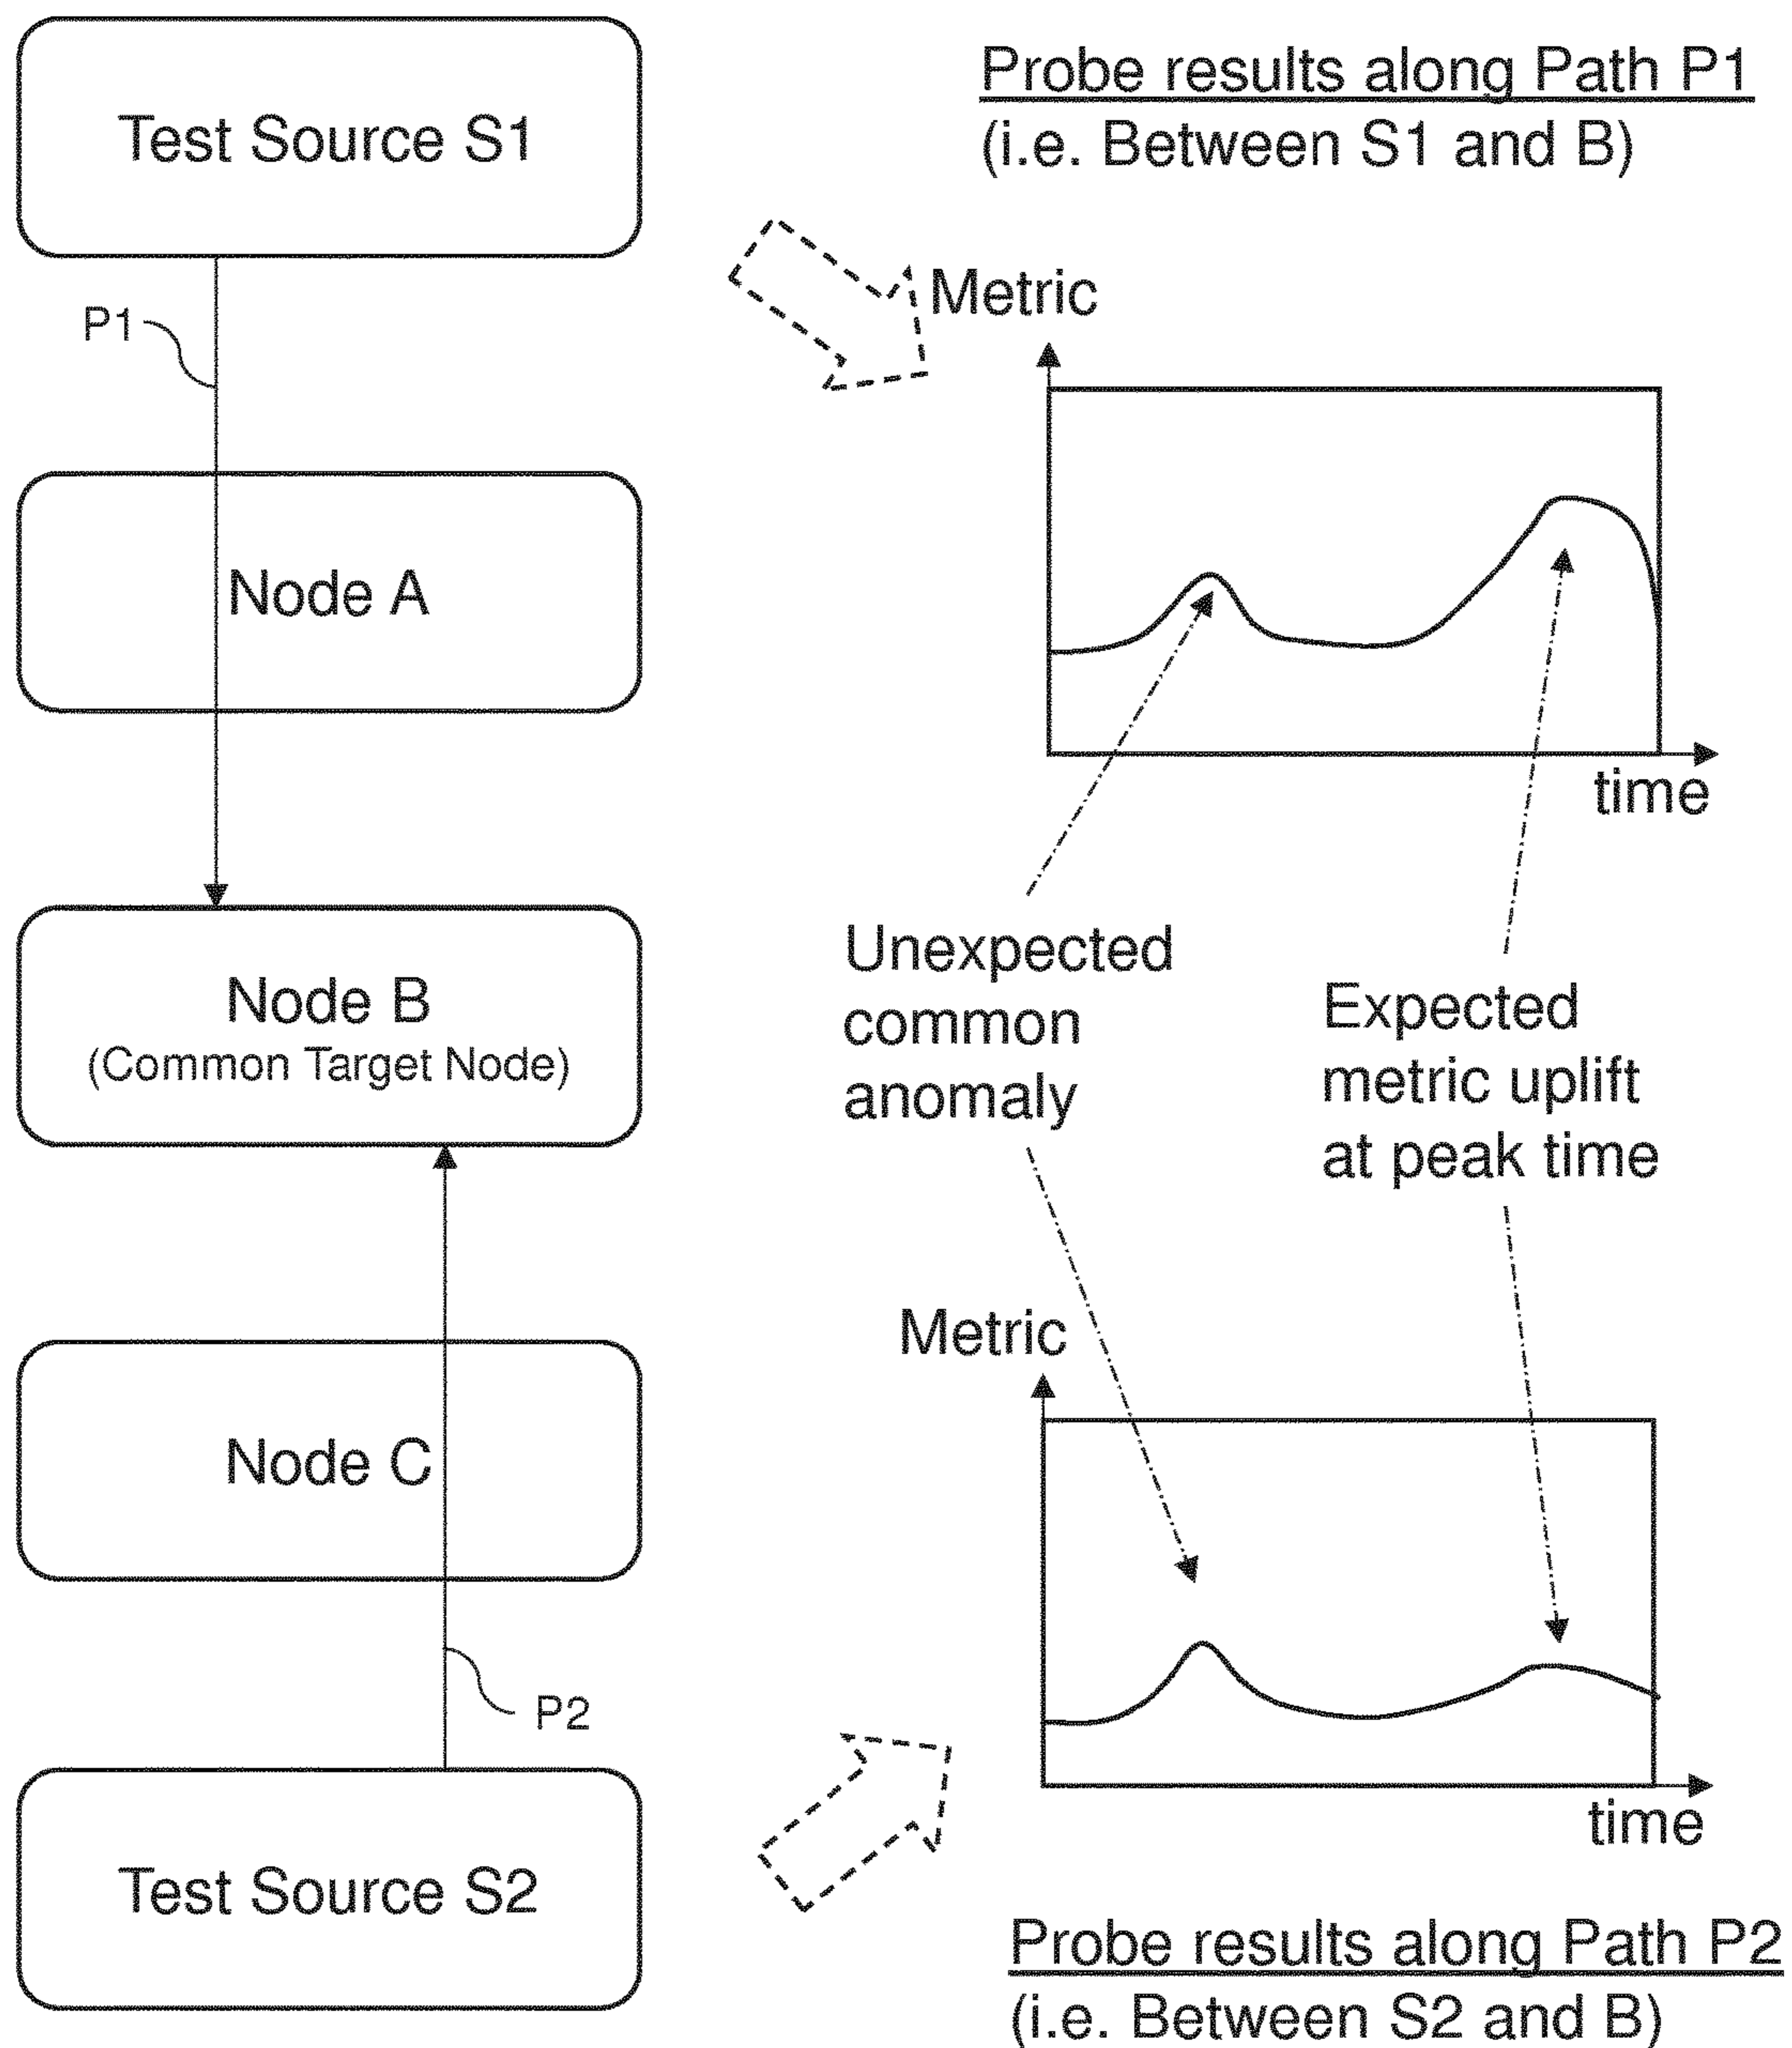 Test Source S1
P1
Node A
Node B
(Common Target Node)
Node C
P2
Test Source S2
Probe results along Path P1
(i.e. Between S1 and B)
Metric
time
Unexpected
common
anomaly
Expected
metric uplift
at peak time
Metric
time
Probe results along Path P2
(i.e. Between S2 and B)